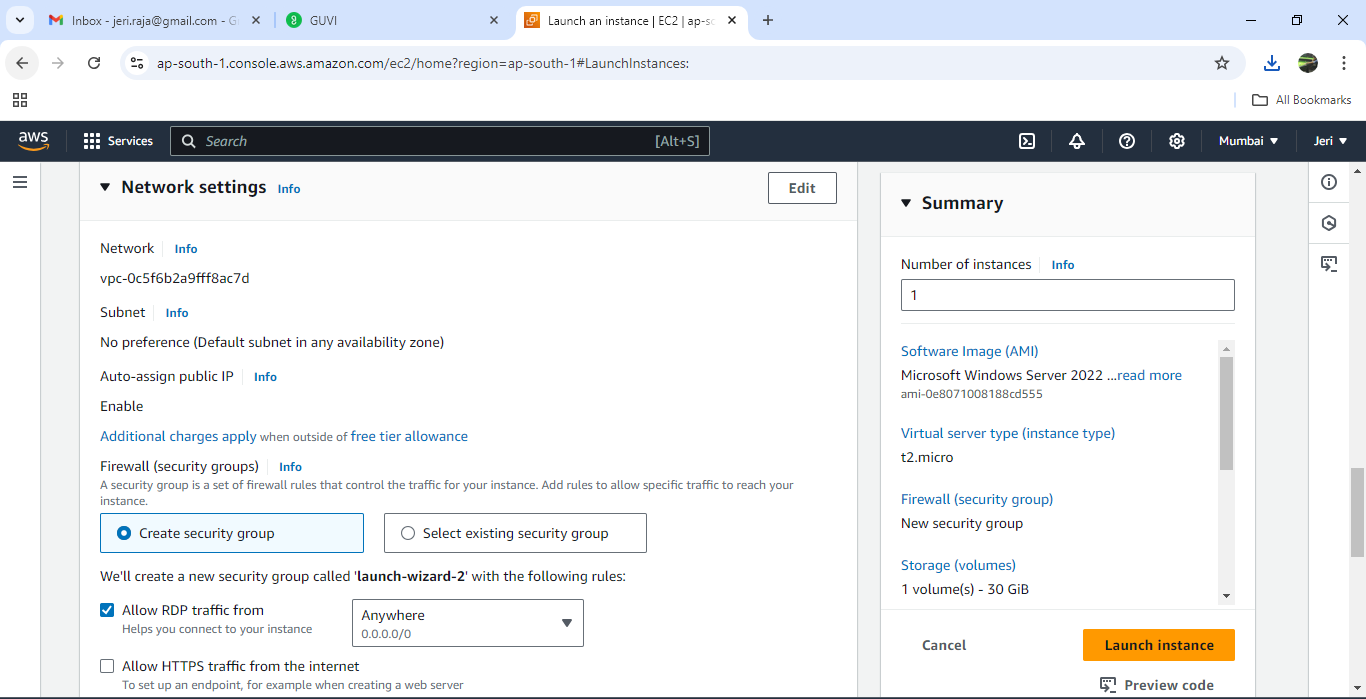 Inbox - jeri.raja@gmail.com - G
GUVI
Launch an instance | EC2 | ap-sc
ap-south-1.console.aws.amazon.com/ec2/home?region=ap-south-1#LaunchInstances:
All Bookmarks
aws
Services
Search
[Alt+S]
Mumbai
Jeri
Network settings Info
Edit
Network Info
vpc-0c5f6b2a9fff8ac7d
Subnet Info
No preference (Default subnet in any availability zone)
Auto-assign public IP Info
Enable
Additional charges apply when outside of free tier allowance
Firewall (security groups) Info
A security group is a set of firewall rules that control the traffic for your instance. Add rules to allow specific traffic to reach your
instance.
Create security group
Select existing security group
We'll create a new security group called 'launch-wizard-2' with the following rules:
Allow RDP traffic from
Helps you connect to your instance
Anywhere
0.0.0.0/0
Allow HTTPS traffic from the internet
To set up an endpoint, for example when creating a web server
Summary
Number of instances Info
1
Software Image (AMI)
Microsoft Windows Server 2022 ...read more
ami-0e8071008188cd555
Virtual server type (instance type)
t2.micro
Firewall (security group)
New security group
Storage (volumes)
1 volume(s) - 30 GiB
Cancel
Launch instance
Preview code